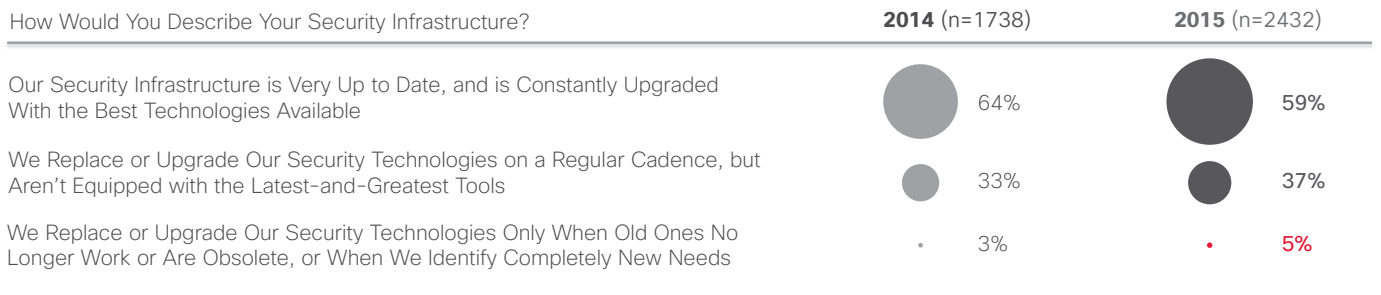 How Would You Describe Your Security Infrastructure? 2014 (n=1738) 2015 (n=2432)
Our Security Infrastructure is Very Up to Date, and is Constantly Upgraded
With the Best Technologies Available 64% 59%
We Replace or Upgrade Our Security Technologies on a Regular Cadence, but
Aren't Equipped with the Latest-and-Greatest Tools 33% 37%
We Replace or Upgrade Our Security Technologies Only When Old Ones No
Longer Work or Are Obsolete, or When We Identify Completely New Needs 3% 5%